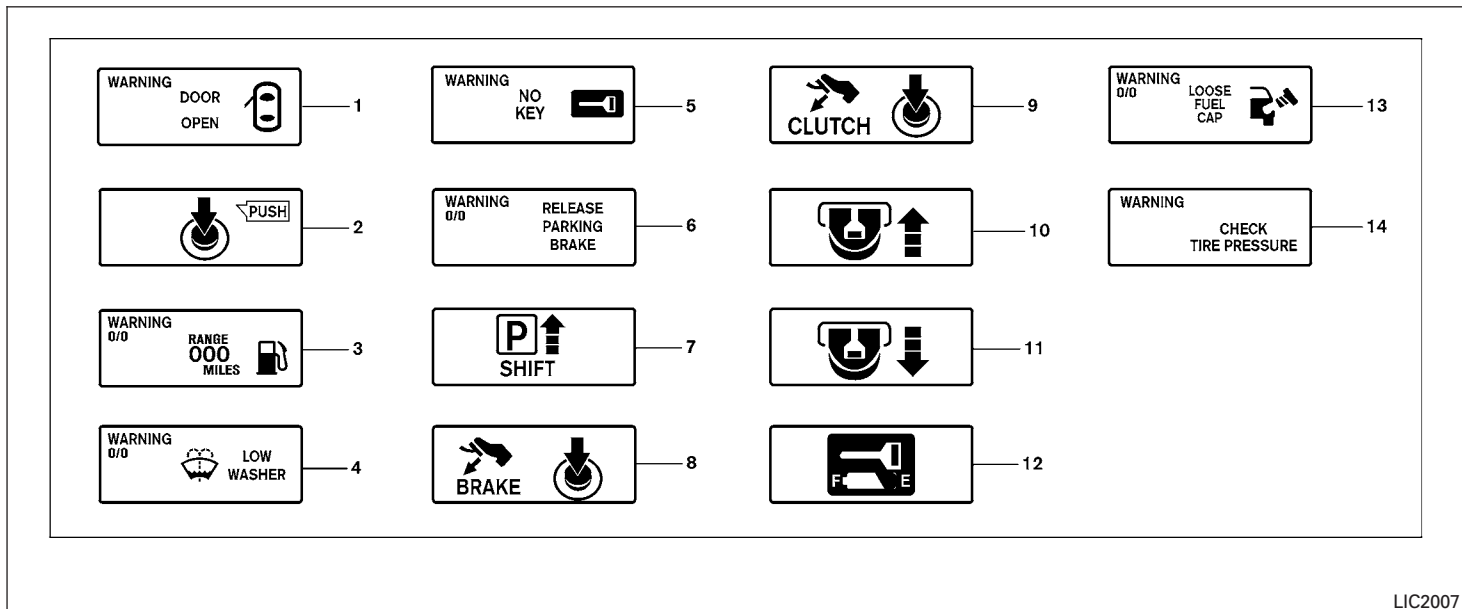 WARNING
DOOR
OPEN
1
PUSH
2
WARNING
0/0
RANGE
000
MILES
3
WARNING
0/0
LOW
WASHER
4
WARNING
NO
KEY
5
WARNING
0/0
RELEASE
PARKING
BRAKE
6
P
SHIFT
7
BRAKE
8
CLUTCH
9
10
11
F E
12
WARNING
0/0
LOOSE
FUEL
CAP
13
WARNING
CHECK
TIRE PRESSURE
14
LIC2007